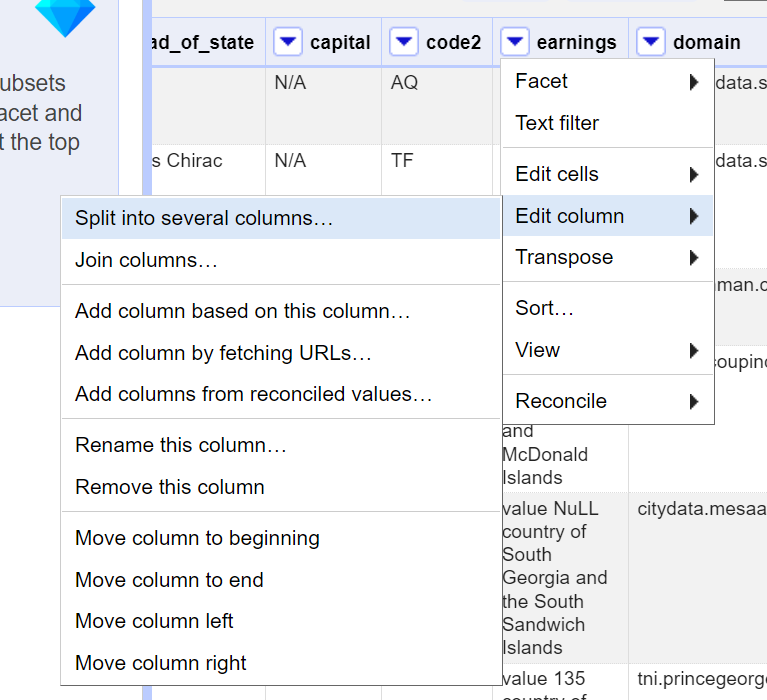 ubsets
acet and
t the top
ad_of_state capital code2 earnings domain
N/A AQ data.s
s Chirac N/A TF data.s
Facet
Text filter
Edit cells
Edit column
Transpose
Sort…
View
Reconcile
Split into several columns…
Join columns…
Add column based on this column…
Add column by fetching URLs…
Add columns from reconciled values…
Rename this column…
Remove this column
Move column to beginning
Move column to end
Move column left
Move column right
man.c
soupino
and
McDonald
Islands
value NuLL
country of
South
Georgia and
the South
Sandwich
Islands
citydata.mesaa
value 135
country of
tni.princegeorge